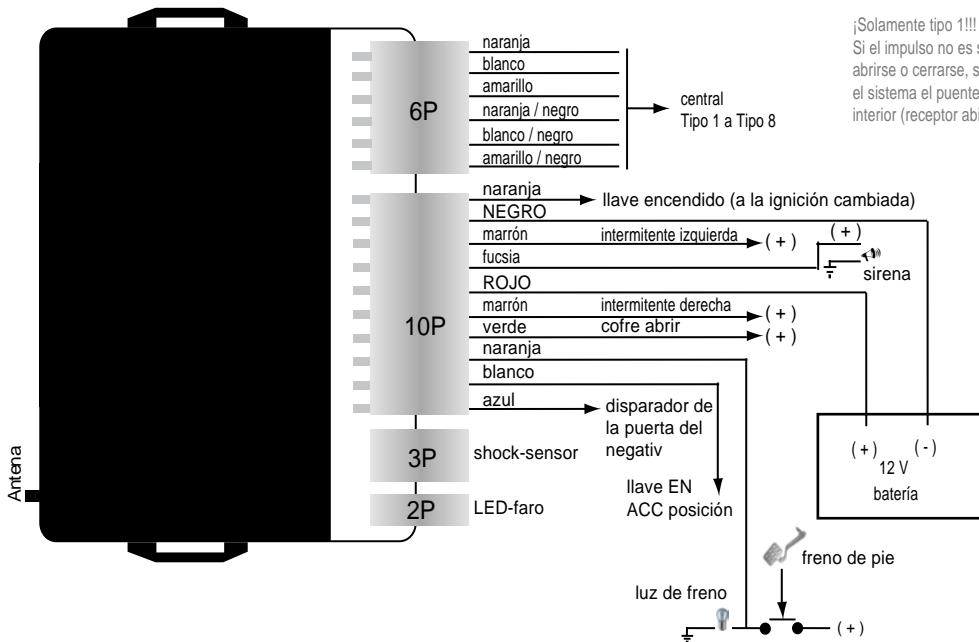 ¡Solamente tipo 1!!!
Si el impulso no es s
abrirse o cerrarse, s
el sistema el puente
interior (receptor abi
6P
naranja
blanco
amarillo
naranja / negro
blanco / negro
amarillo / negro
central
Tipo 1 a Tipo 8
10P
naranja
llave encendido (a la ignición cambiada)
NEGRO
marrón
intermitente izquierda
( + )
( + )
fucsia
sirena
ROJO
marrón
intermitente derecha
( + )
verde
cofre abrir
( + )
naranja
blanco
azul
disparador de
la puerta del
negativ
3P
shock-sensor
2P
LED-faro
llave EN
ACC posición
Antena
( + )
( - )
12 V
batería
freno de pie
luz de freno
( + )